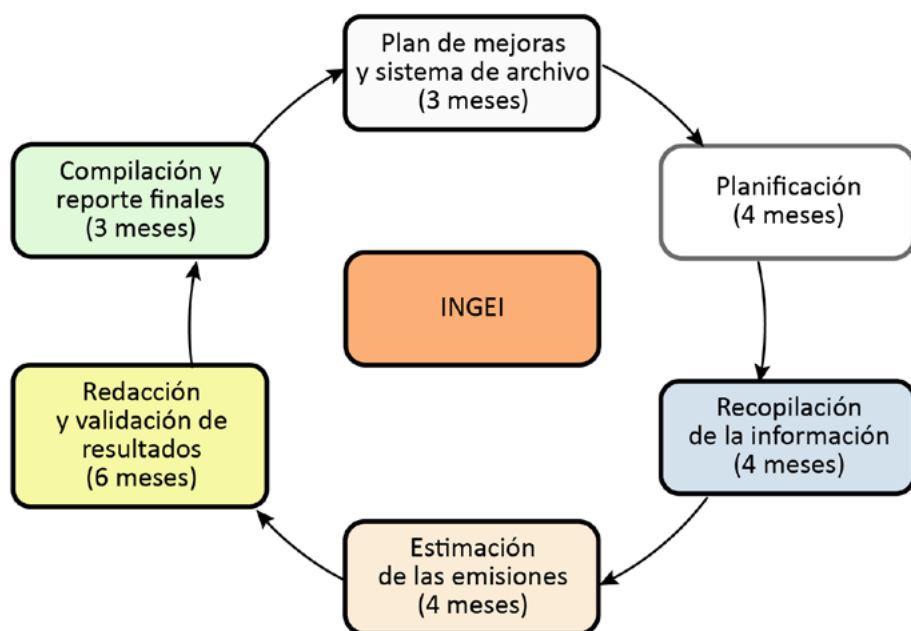 Plan de mejoras
y sistema de archivo
(3 meses)
Planificación
(4 meses)
Recopilación
de la información
(4 meses)
Estimación
de las emisiones
(4 meses)
Redacción
y validación de
resultados
(6 meses)
Compilación y
reporte finales
(3 meses)
INGEI